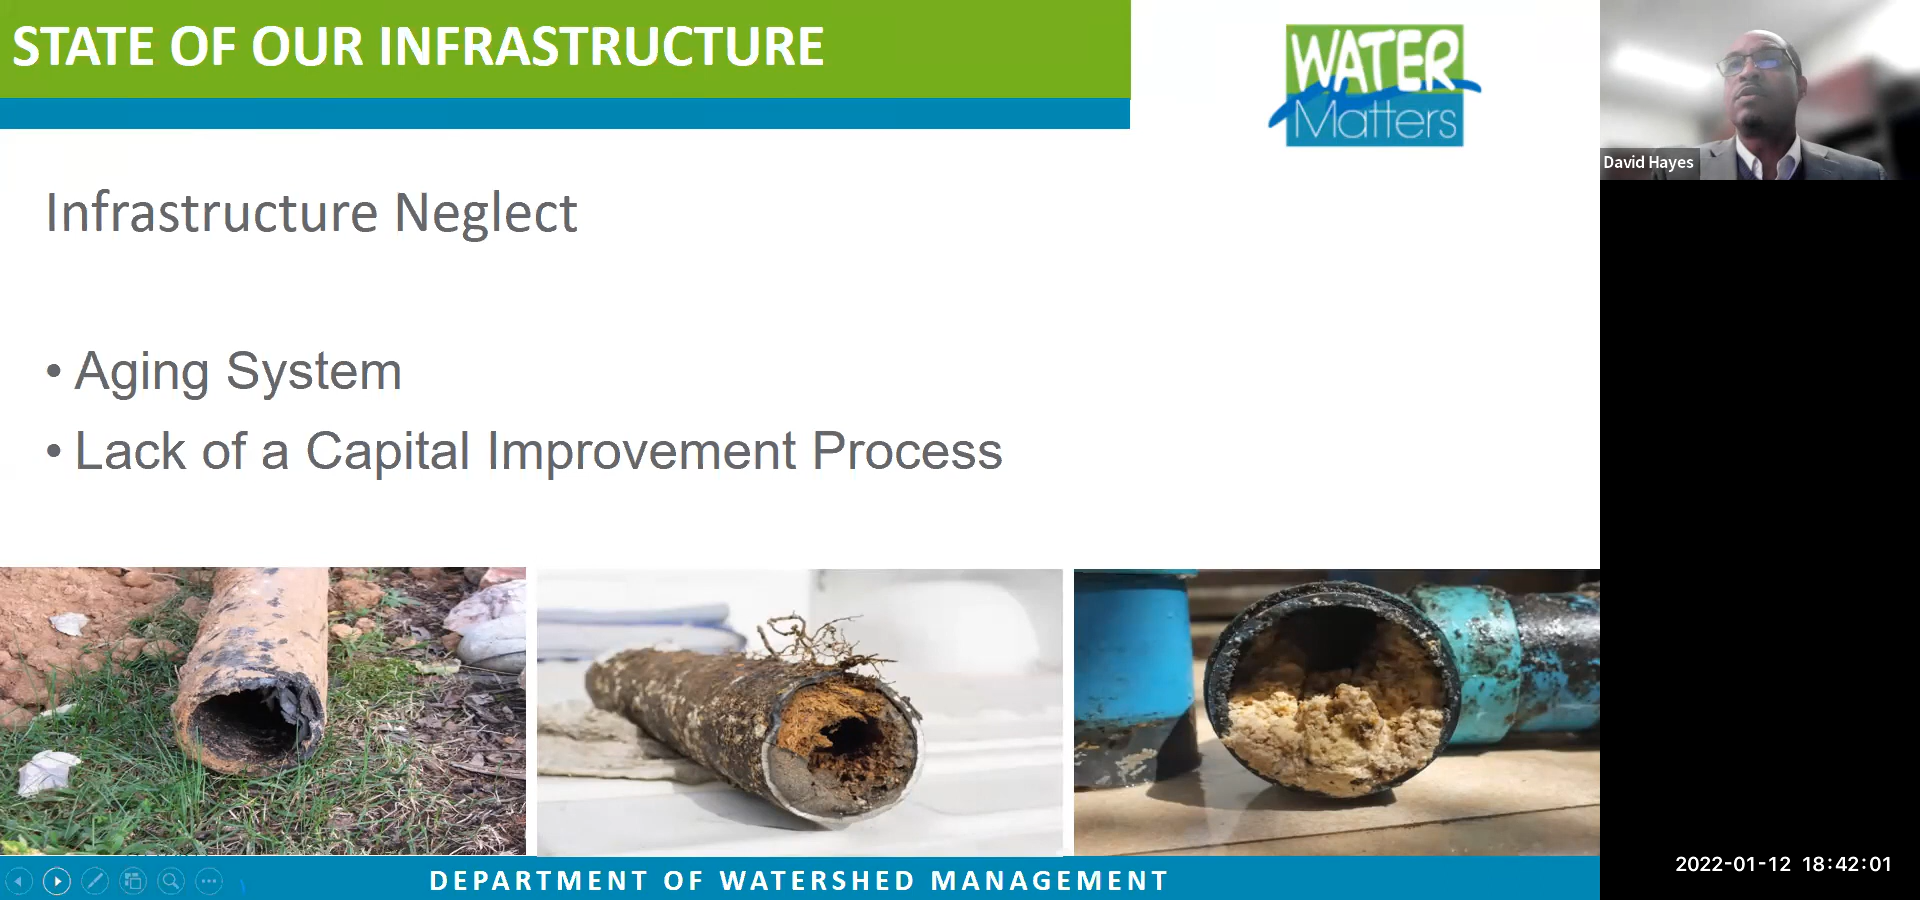 STATE OF OUR INFRASTRUCTURE
WATER
Matters
David Hayes
Infrastructure Neglect
• Aging System
• Lack of a Capital Improvement Process
DEPARTMENT OF WATERSHED MANAGEMENT
2022-01-12 18:42:01